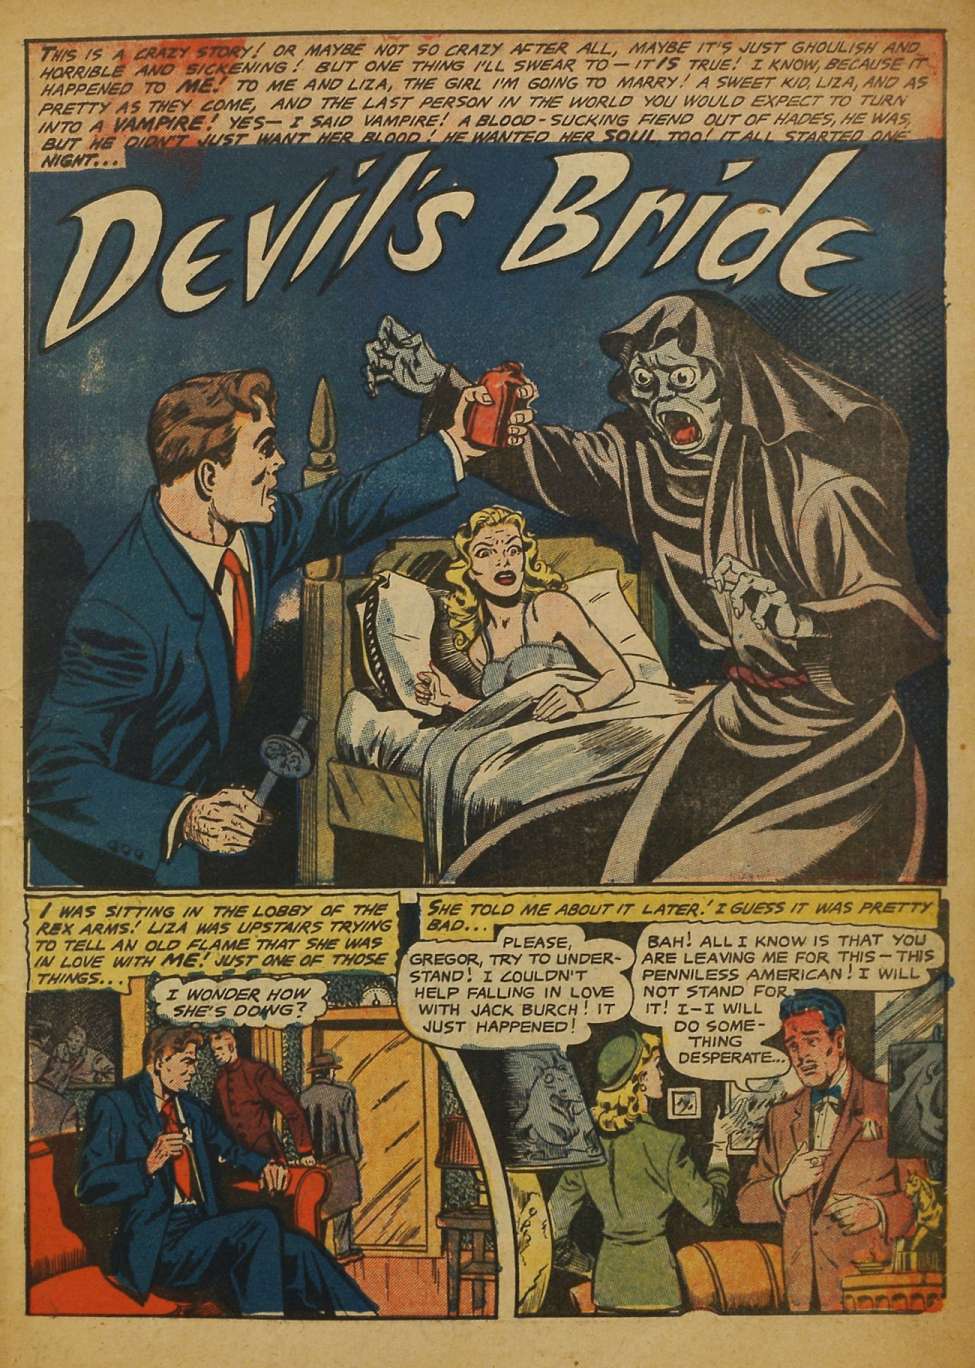 THIS IS A CRAZY STORY! OR MAYBE NOT SO CRAZY AFTER ALL, MAYBE IT'S JUST GHOULISH AND
HORRIBLE AND SICKENING! BUT ONE THING I'LL SWEAR TO — IT IS TRUE! I KNOW, BECAUSE IT
HAPPENED TO ME! TO ME AND LIZA, THE GIRL I'M GOING TO MARRY! A SWEET KID, LIZA, AND AS
PRETTY AS THEY COME, AND THE LAST PERSON IN THE WORLD YOU WOULD EXPECT TO TURN
INTO A VAMPIRE! YES — I SAID VAMPIRE! A BLOOD-SUCKING FIEND OUT OF HADES, HE WAS,
BUT HE DIDN'T JUST WANT HER BLOOD! HE WANTED HER SOUL, TOO! IT ALL STARTED ONE
NIGHT...
DEVIL'S BRIDE
I WAS SITTING IN THE LOBBY OF THE
REX ARMS! LIZA WAS UPSTAIRS TRYING
TO TELL AN OLD FLAME THAT SHE WAS
IN LOVE WITH ME! JUST ONE OF THOSE
THINGS...
I WONDER HOW
SHE'S DOING?
SHE TOLD ME ABOUT IT LATER! I GUESS IT WAS PRETTY
BAD...
PLEASE,
GREGOR, TRY TO UNDER-
STAND! I COULDN'T
HELP FALLING IN LOVE
WITH JACK BURCH! IT
JUST HAPPENED!
BAH! ALL I KNOW IS THAT YOU
ARE LEAVING ME FOR THIS — THIS
PENNILESS AMERICAN! I WILL
NOT STAND FOR
IT! I-I WILL
DO SOME-
THING
DESPERATE...